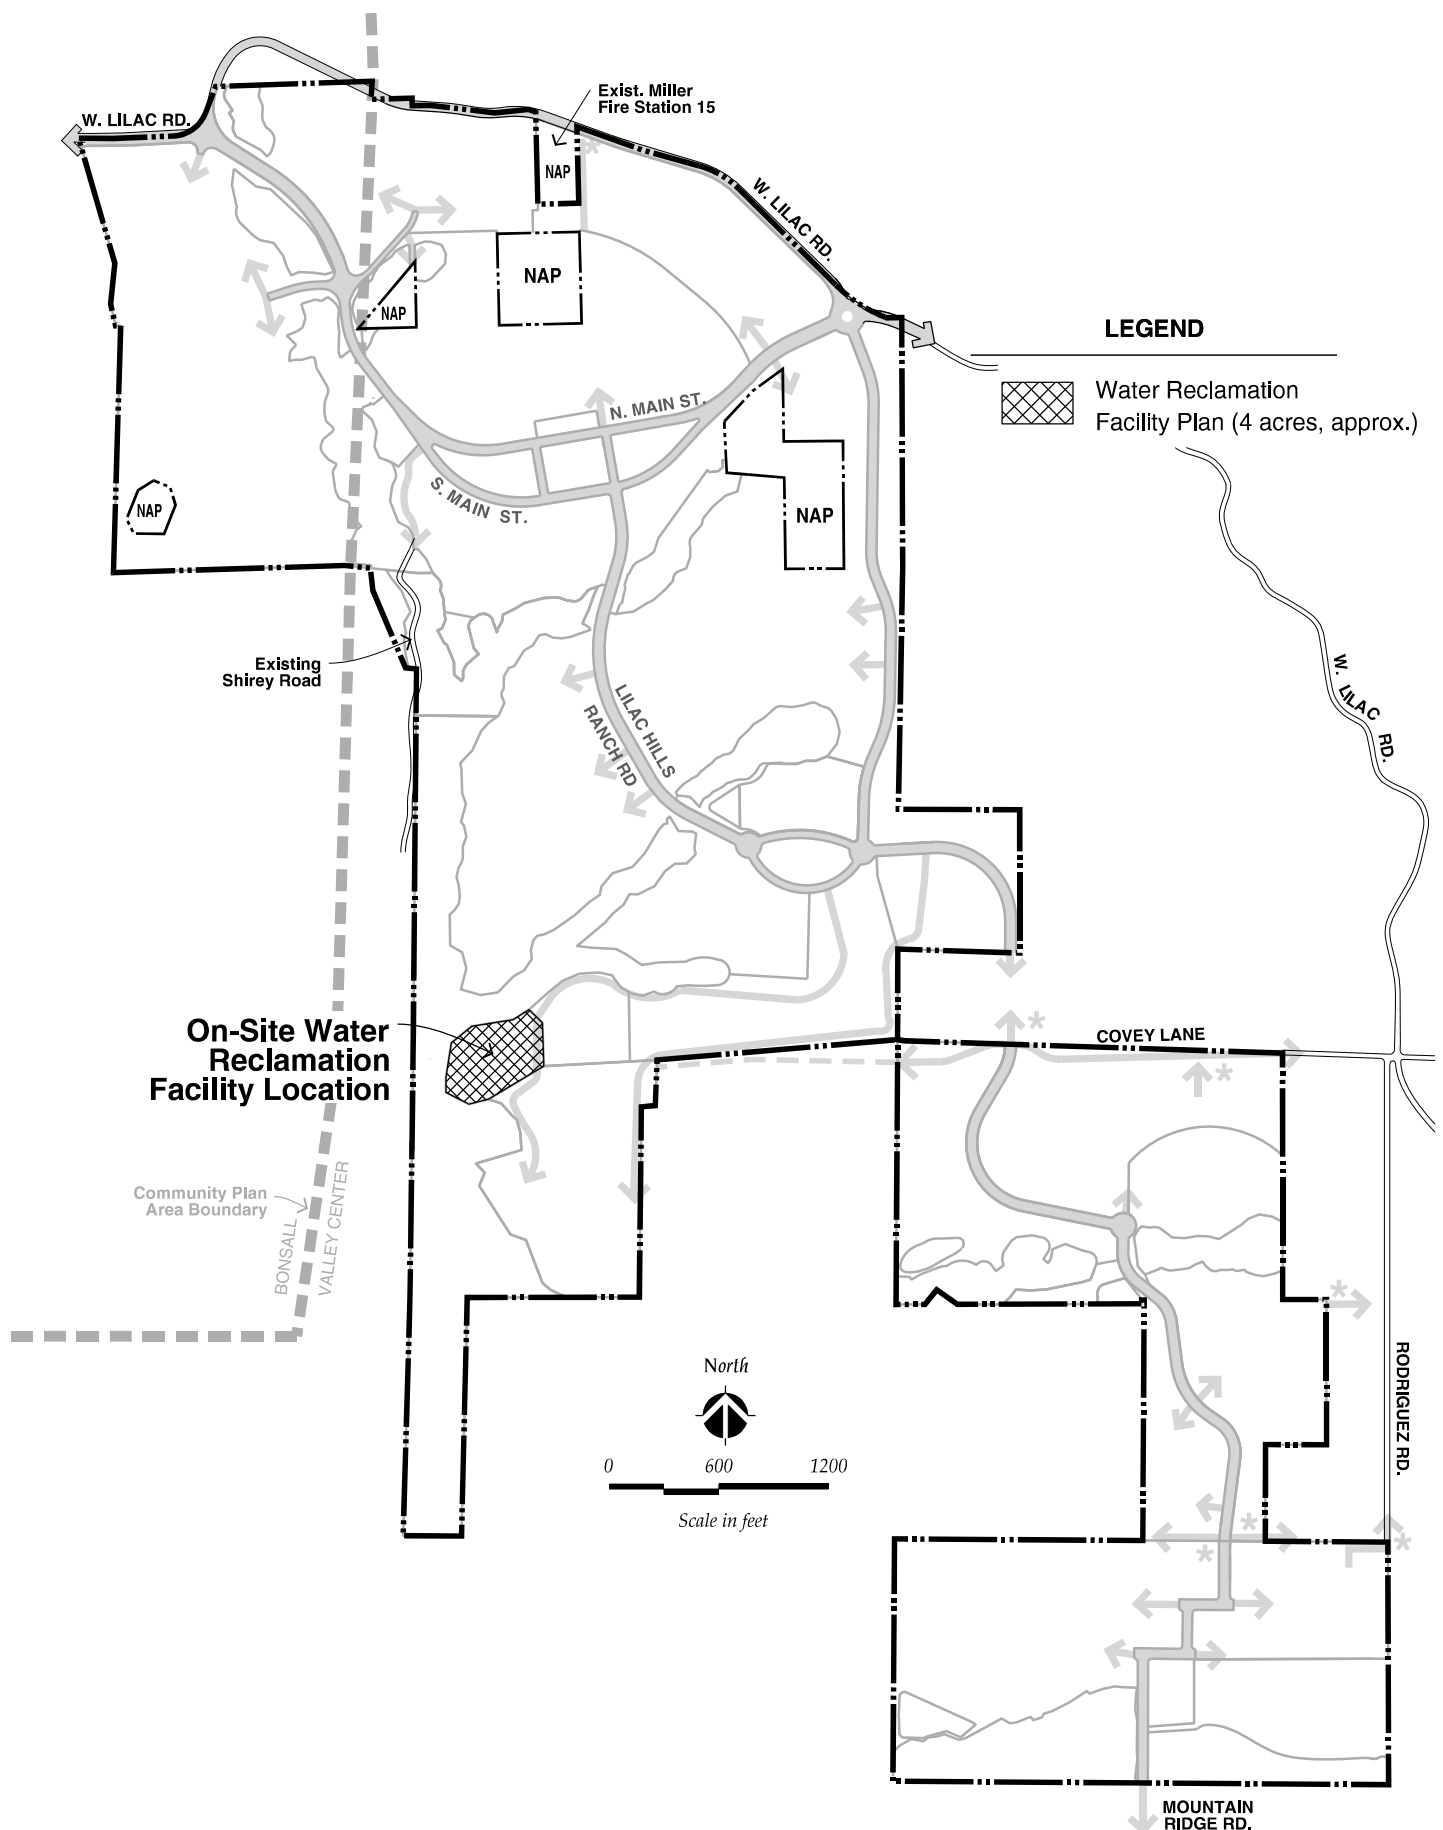 Exist. Miller
Fire Station 15
W. LILAC RD.
NAP
W. LILAC RD.
NAP
NAP
LEGEND
Water Reclamation
Facility Plan (4 acres, approx.)
N. MAIN ST.
S. MAIN ST.
NAP
NAP
Existing
Shirey Road
W. LILAC RD.
LILAC HILLS
RANCH RD
On-Site Water
Reclamation
Facility Location
COVEY LANE
Community Plan
Area Boundary
BONSALL
VALLEY CENTER
North
0 600 1200
Scale in feet
RODRIGUEZ RD.
MOUNTAIN
RIDGE RD.